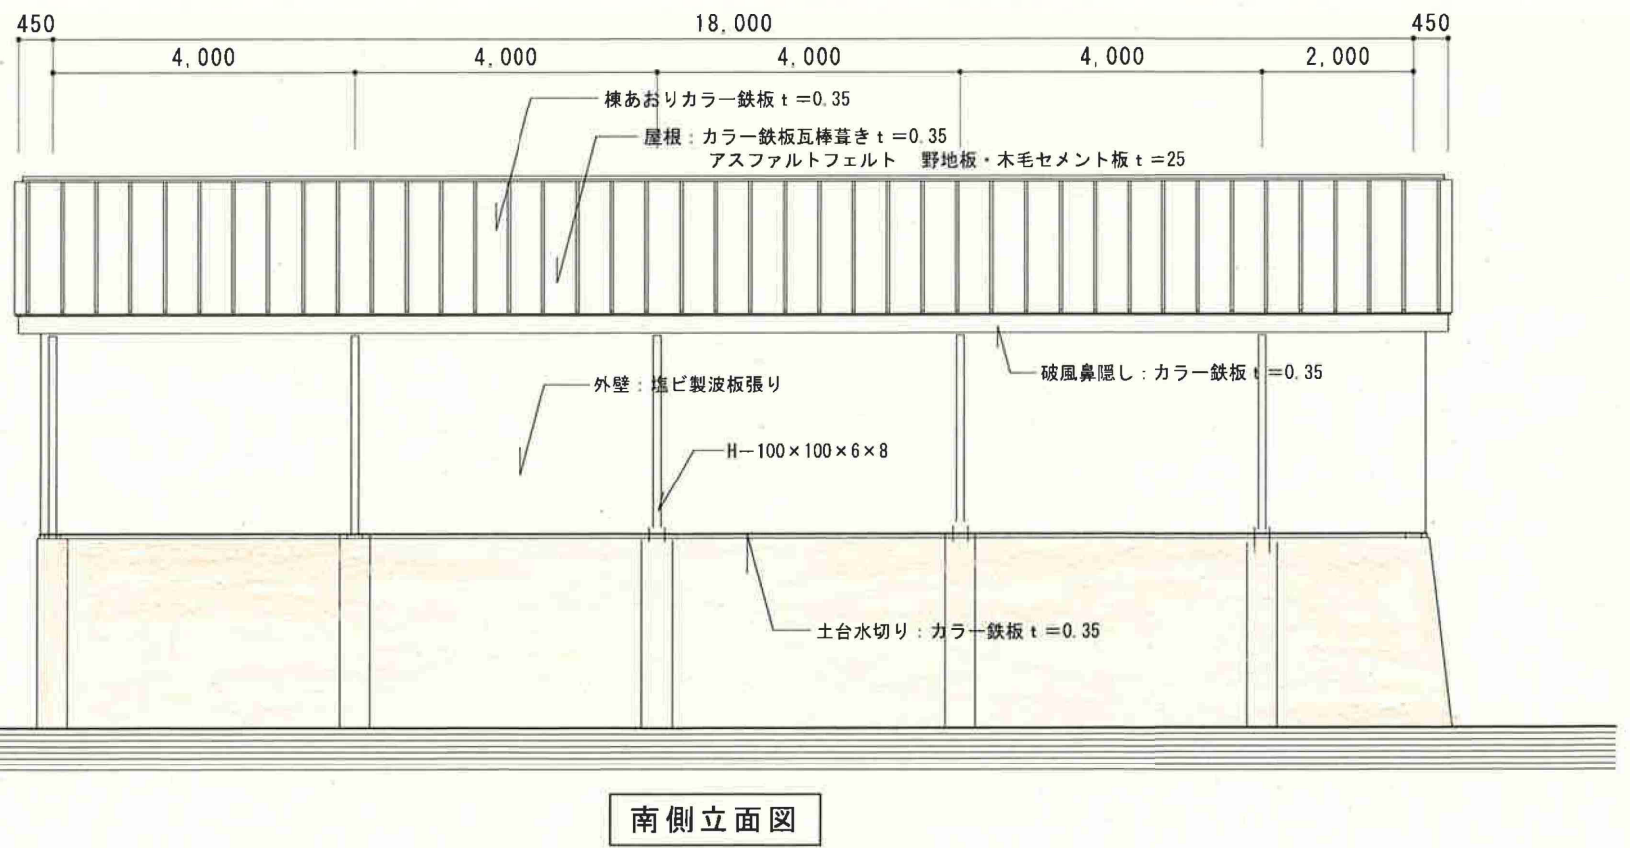 450 18,000 450
4,000 4,000 4,000 4,000 2,000
棟あおりカラー鉄板ｔ＝0.35
屋根：カラー鉄板瓦棒葺きｔ＝0.35
アスファルトフェルト　野地板・木毛セメント板ｔ＝25
破風鼻隠し：カラー鉄板ｔ＝0.35
外壁：塩ビ製波板張り
H－100×100×6×8
土台水切り：カラー鉄板ｔ＝0.35
南側立面図